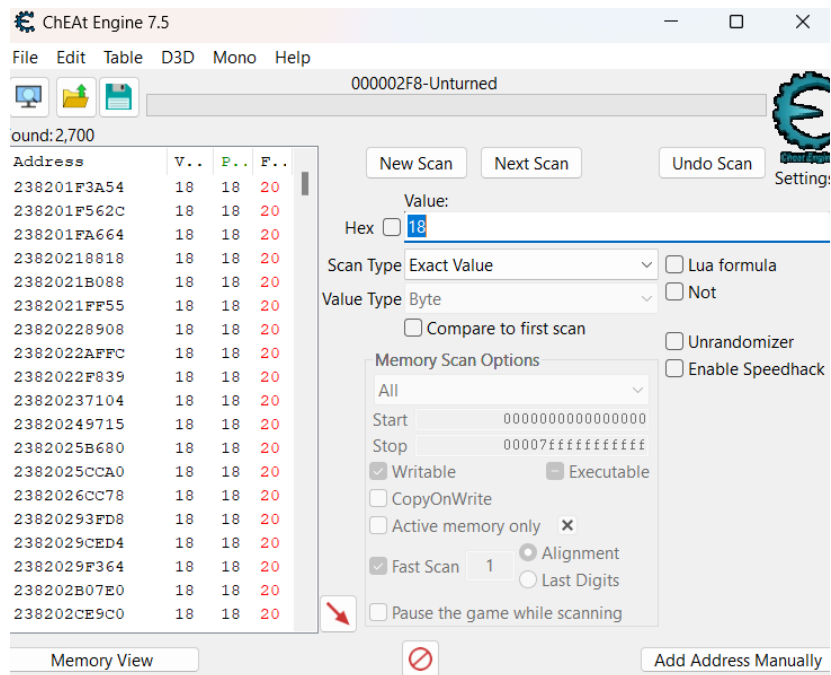 ChEAt Engine 7.5
File Edit Table D3D Mono Help
000002F8-Unturned
ound: 2,700
Address V.. P.. F..
238201F3A54 18 18 20
238201F562C 18 18 20
238201FA664 18 18 20
23820218818 18 18 20
2382021B088 18 18 20
2382021FF55 18 18 20
23820228908 18 18 20
2382022AFFC 18 18 20
2382022F839 18 18 20
23820237104 18 18 20
23820249715 18 18 20
2382025B680 18 18 20
2382025CCA0 18 18 20
2382026CC78 18 18 20
23820293FD8 18 18 20
2382029CED4 18 18 20
2382029F364 18 18 20
238202B07E0 18 18 20
238202CE9C0 18 18 20
New Scan Next Scan Undo Scan
Cheat Engine
Settings
Value:
Hex 18
Scan Type Exact Value
Lua formula
Value Type Byte
Not
Compare to first scan
Unrandomizer
Enable Speedhack
Memory Scan Options
All
Start 0000000000000000
Stop 00007fffffffffff
Writable Executable
CopyOnWrite
Active memory only
Fast Scan 1 Alignment
Last Digits
Pause the game while scanning
Memory View Add Address Manually